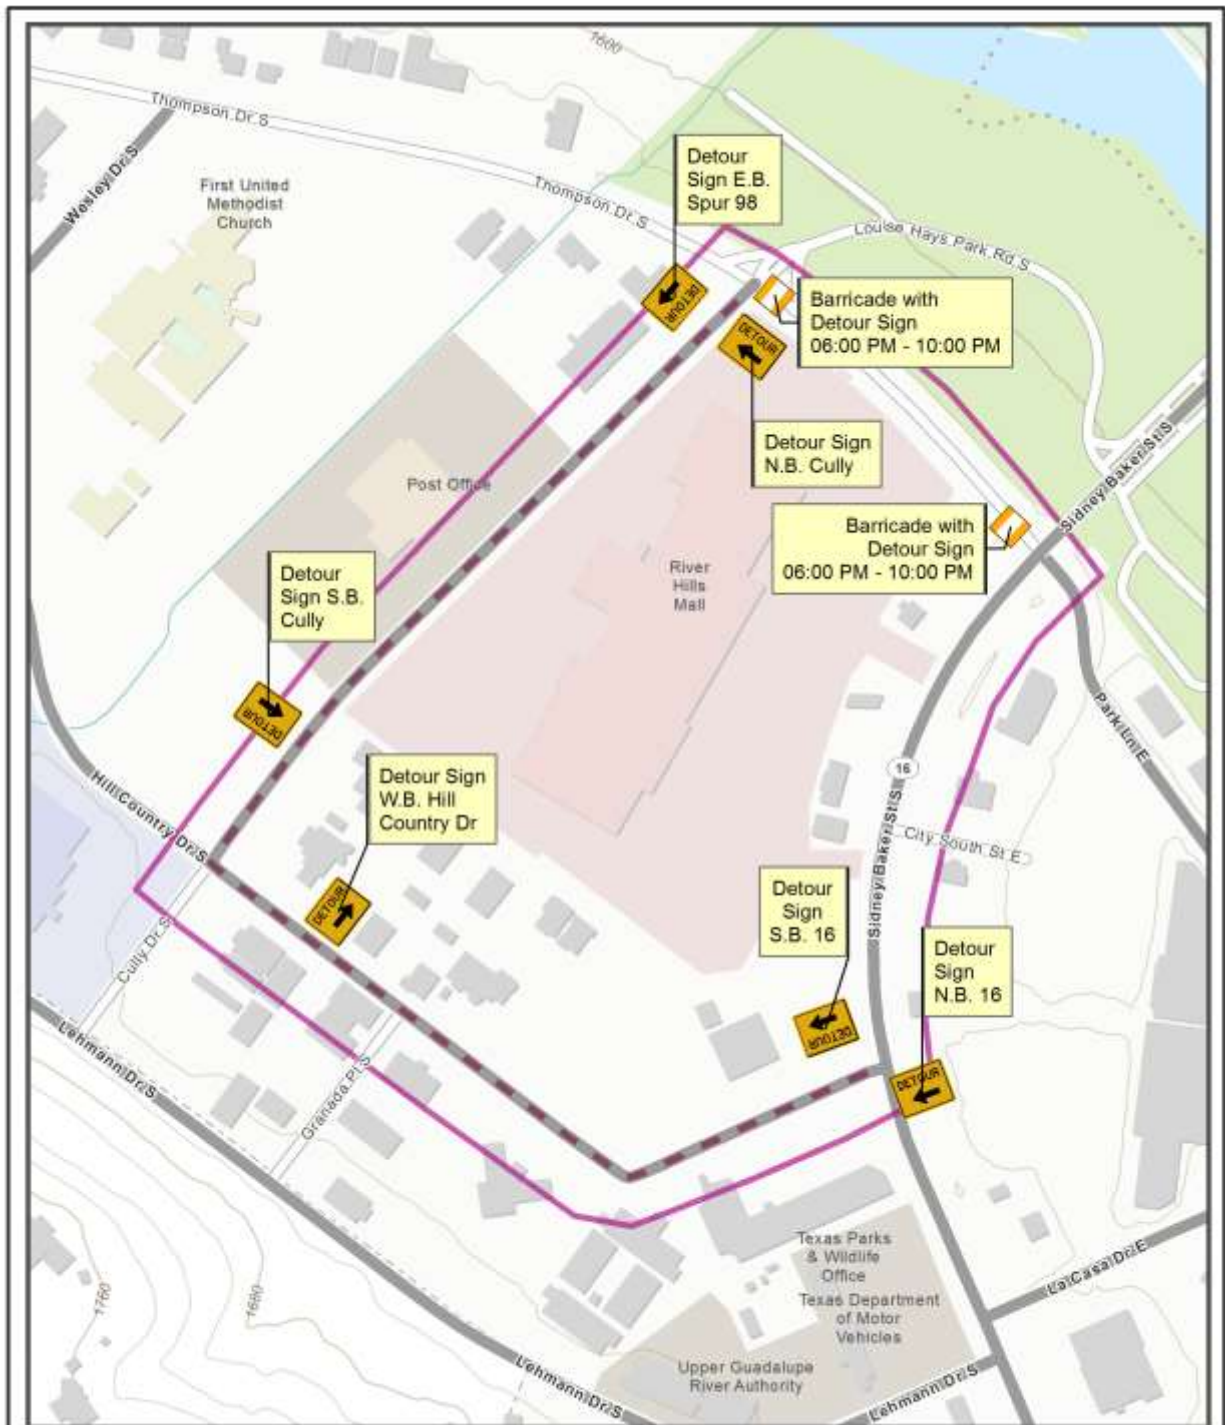 1600
Thompson Dr S
Wesley Dr S
First United
Methodist
Church
Detour
Sign E.B.
Spur 98
Thompson Dr S
Louise Hays Park Rd S
DETOUR
Barricade with
Detour Sign
06:00 PM - 10:00 PM
DETOUR
Detour Sign
N.B. Cully
Sidney Baker St S
Post Office
Barricade with
Detour Sign
06:00 PM - 10:00 PM
River
Hills
Mall
Detour
Sign S.B.
Cully
DETOUR
Park Ln E
Hill Country Dr S
Detour Sign
W.B. Hill
Country Dr
16
Sidney Baker St S
City South St E
DETOUR
Detour
Sign
S.B. 16
Cully Dr S
Detour
Sign
N.B. 16
DETOUR
DETOUR
Lehmann Dr S
Granada Pl S
Texas Parks
& Wildlife
Office
La Casa Dr E
1760
1680
Texas Department
of Motor
Vehicles
Upper Guadalupe
River Authority
Lehmann Dr S
Lehmann Dr S